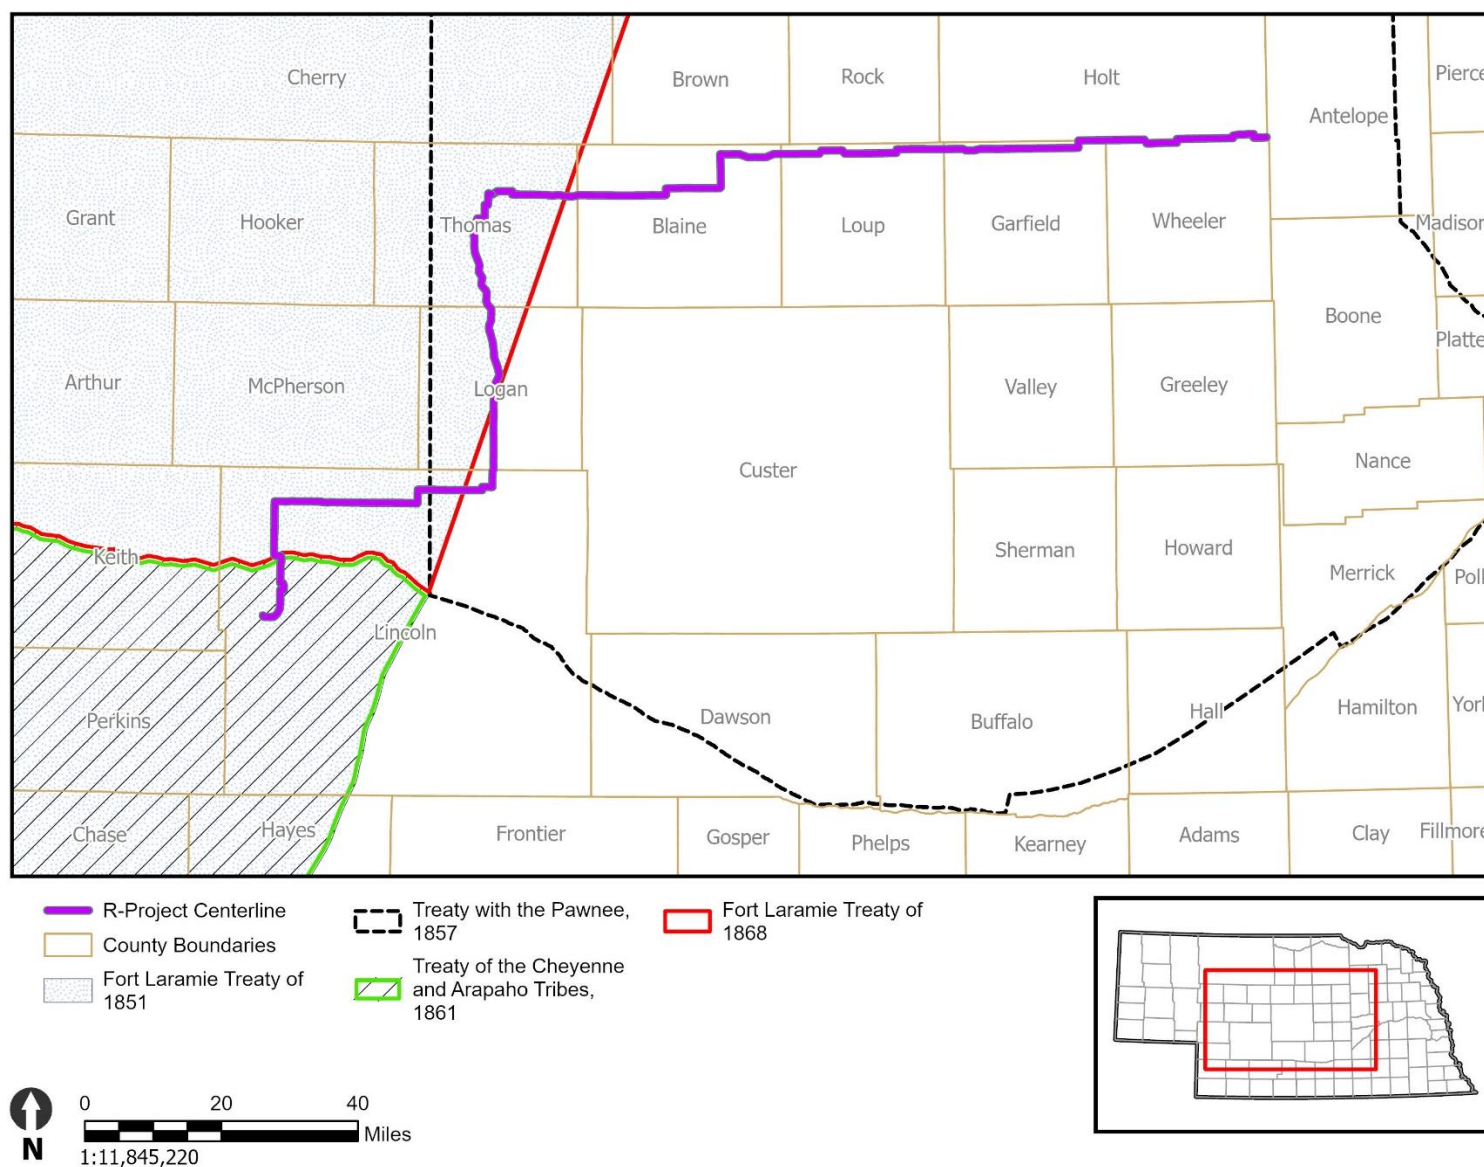 Cherry
Brown
Rock
Holt
Pierce
Antelope
Grant
Hooker
Thomas
Blaine
Loup
Garfield
Wheeler
Madison
Boone
Platte
Arthur
McPherson
Logan
Valley
Greeley
Custer
Nance
Keith
Sherman
Howard
Merrick
Polk
Lincoln
Perkins
Dawson
Buffalo
Hall
Hamilton
York
Chase
Hayes
Frontier
Gosper
Phelps
Kearney
Adams
Clay
Fillmore
R-Project Centerline
County Boundaries
Fort Laramie Treaty of
1851
Treaty with the Pawnee,
1857
Treaty of the Cheyenne
and Arapaho Tribes,
1861
Fort Laramie Treaty of
1868
N
0 20 40
Miles
1:11,845,220